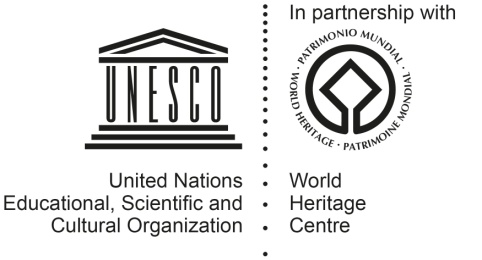 UNESCO
United Nations
Educational, Scientific and
Cultural Organization
In partnership with
WORLD HERITAGE · PATRIMONIO MUNDIAL · PATRIMOINE MONDIAL ·
World
Heritage
Centre